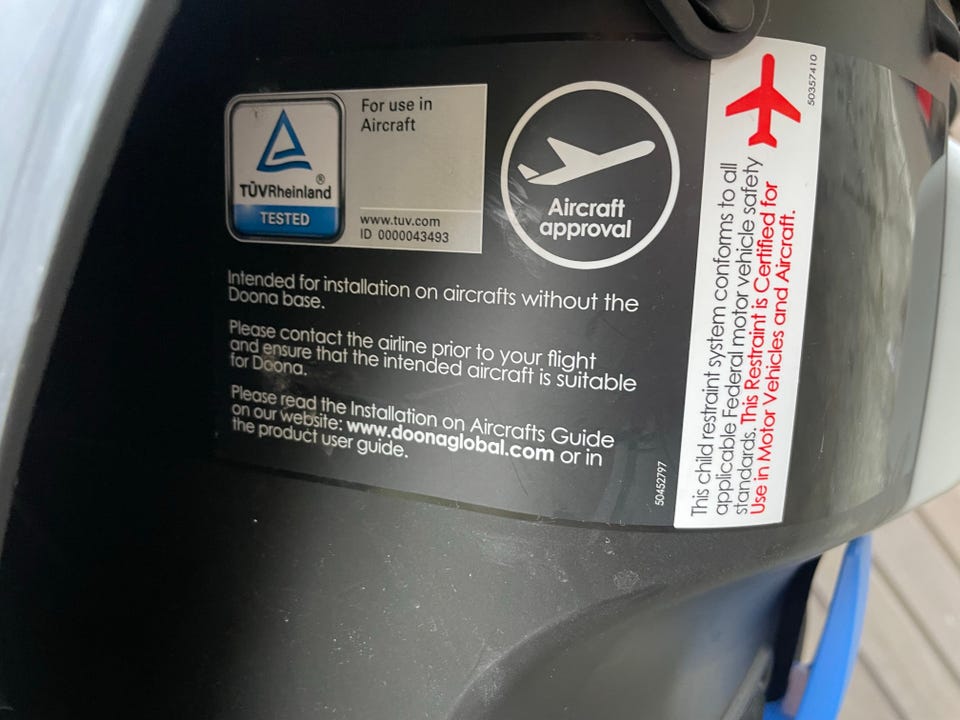 For use in
Aircraft
TÜVRheinland®
TESTED
www.tuv.com
ID 0000043493
Aircraft
approval
Intended for installation on aircrafts without the
Doona base.
Please contact the airline prior to your flight
and ensure that the intended aircraft is suitable
for Doona.
Please read the Installation on Aircrafts Guide
on our website: www.doonaglobal.com or in
the product user guide.
50452797
This child restraint system conforms to all
applicable Federal motor vehicle safety
standards. This Restraint is Certified for
Use in Motor Vehicles and Aircraft.
50357410